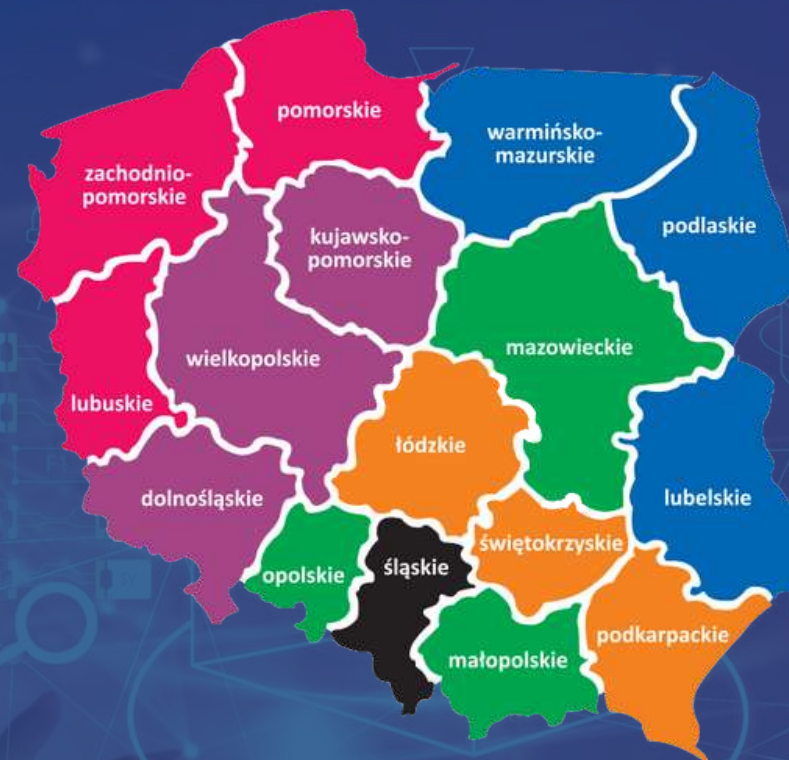 pomorskie
warmińsko-
mazurskie
zachodnio-
pomorskie
podlaskie
kujawsko-
pomorskie
mazowieckie
wielkopolskie
lubuskie
łódzkie
dolnośląskie
lubelskie
świętokrzyskie
opolskie
śląskie
podkarpackie
małopolskie